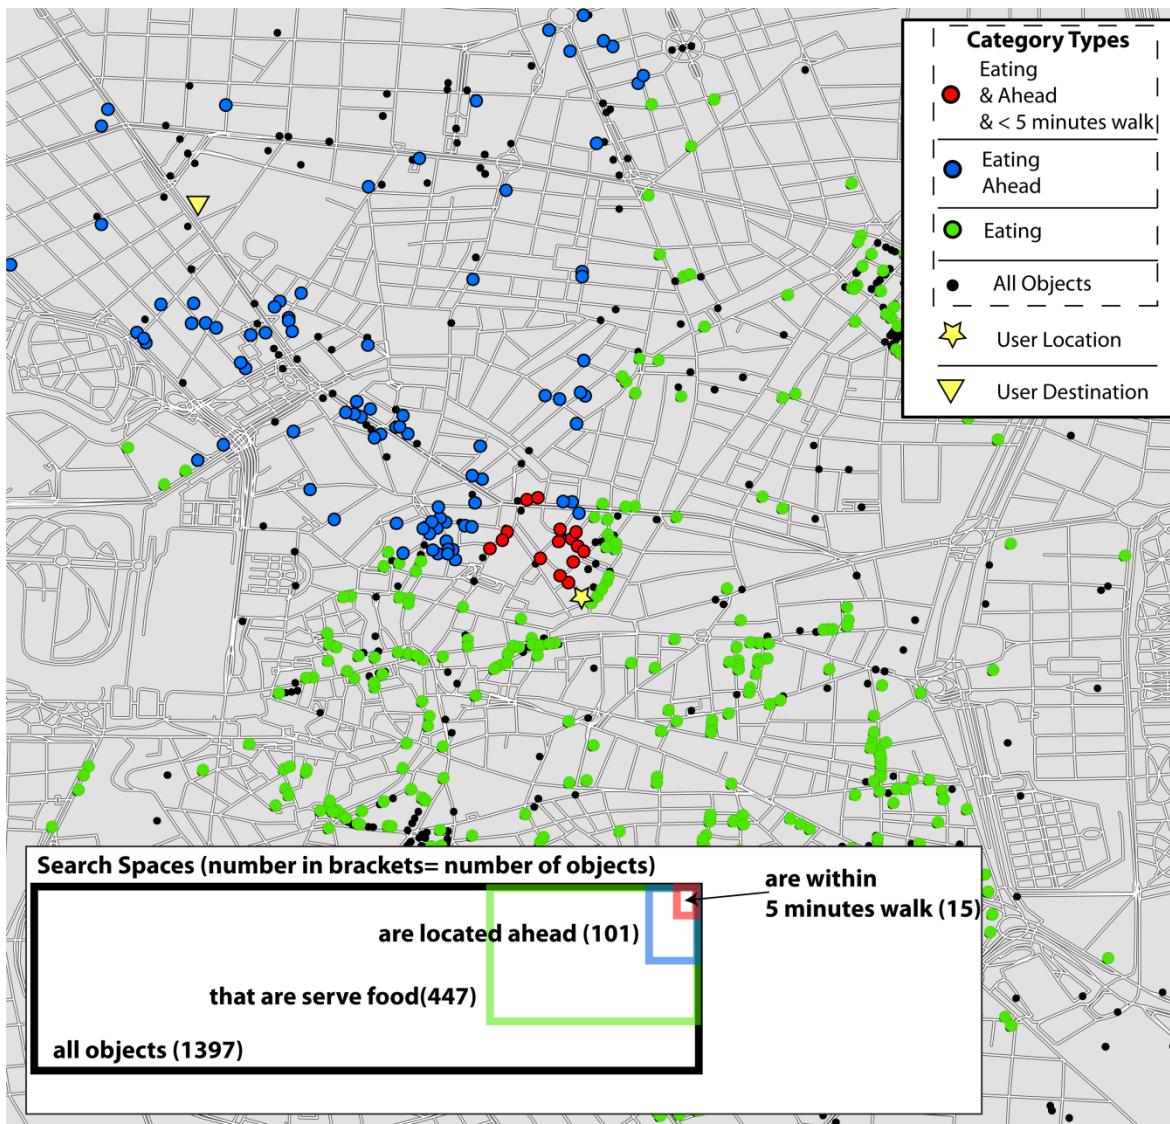 Category Types
Eating
& Ahead
& < 5 minutes walk
Eating
Ahead
Eating
All Objects
User Location
User Destination
Search Spaces (number in brackets= number of objects)
are within
5 minutes walk (15)
are located ahead (101)
that are serve food(447)
all objects (1397)